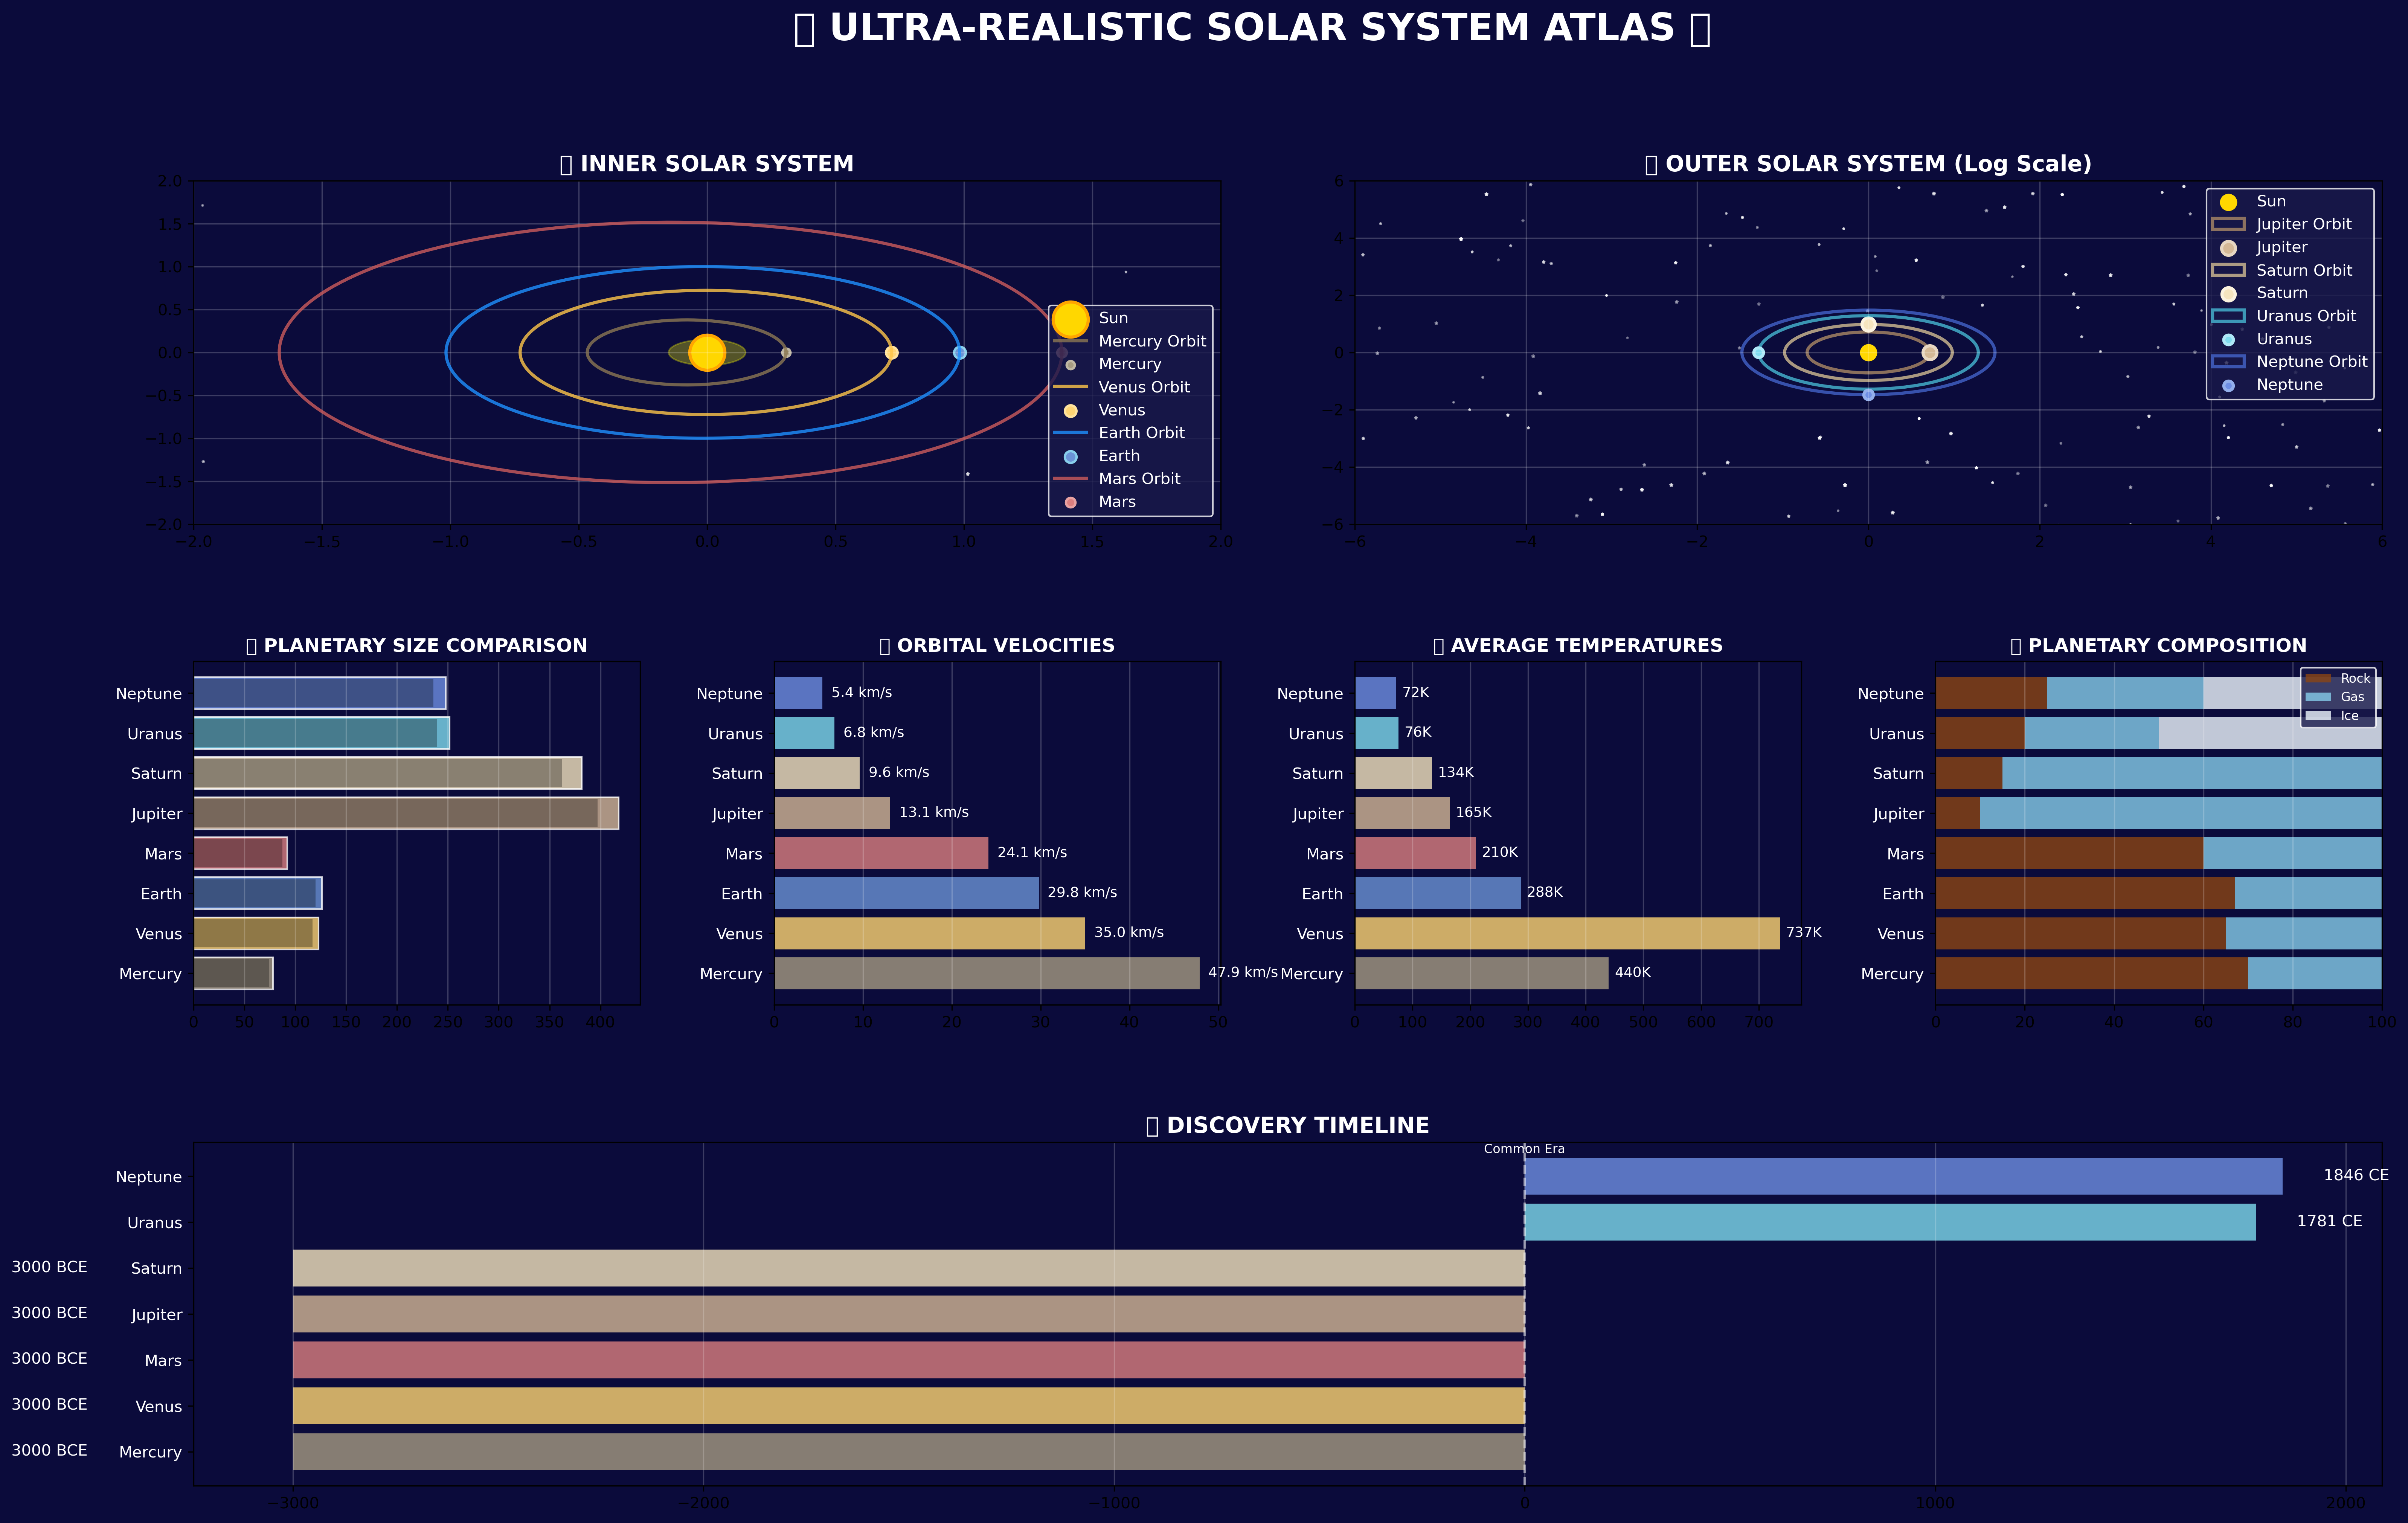 ▯ ULTRA-REALISTIC SOLAR SYSTEM ATLAS ▯
▯ INNER SOLAR SYSTEM
2.0
1.5
1.0
0.5
0.0
−0.5
−1.0
−1.5
−2.0
−2.0 −1.5 −1.0 −0.5 0.0 0.5 1.0 1.5 2.0
Sun
Mercury Orbit
Mercury
Venus Orbit
Venus
Earth Orbit
Earth
Mars Orbit
Mars
▯ OUTER SOLAR SYSTEM (Log Scale)
6
4
2
0
−2
−4
−6
−6 −4 −2 0 2 4 6
Sun
Jupiter Orbit
Jupiter
Saturn Orbit
Saturn
Uranus Orbit
Uranus
Neptune Orbit
Neptune
▯ PLANETARY SIZE COMPARISON
Neptune
Uranus
Saturn
Jupiter
Mars
Earth
Venus
Mercury
0 50 100 150 200 250 300 350 400
▯ ORBITAL VELOCITIES
Neptune 5.4 km/s
Uranus 6.8 km/s
Saturn 9.6 km/s
Jupiter 13.1 km/s
Mars 24.1 km/s
Earth 29.8 km/s
Venus 35.0 km/s
Mercury 47.9 km/s
0 10 20 30 40 50
▯ AVERAGE TEMPERATURES
Neptune 72K
Uranus 76K
Saturn 134K
Jupiter 165K
Mars 210K
Earth 288K
Venus 737K
Mercury 440K
0 100 200 300 400 500 600 700
▯ PLANETARY COMPOSITION
Neptune
Uranus
Saturn
Jupiter
Mars
Earth
Venus
Mercury
0 20 40 60 80 100
Rock
Gas
Ice
▯ DISCOVERY TIMELINE
Common Era
Neptune 1846 CE
Uranus 1781 CE
3000 BCE Saturn
3000 BCE Jupiter
3000 BCE Mars
3000 BCE Venus
3000 BCE Mercury
−3000 −2000 −1000 0 1000 2000